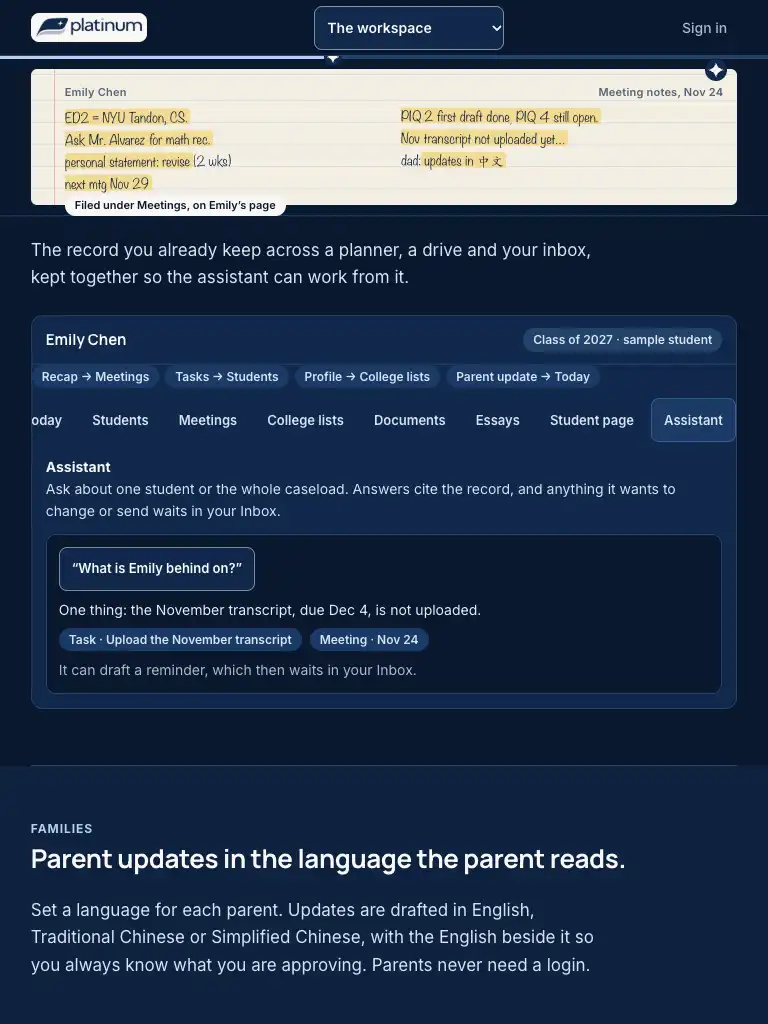 platinum
The workspace
Sign in
Emily Chen
Meeting notes, Nov 24
ED2 = NYU Tandon, CS.
Ask Mr. Alvarez for math rec.
personal statement: revise (2 wks)
next mtg Nov 29
PIQ 2 first draft done, PIQ 4 still open.
Nov transcript not uploaded yet...
dad: updates in 中文
Filed under Meetings, on Emily’s page
The record you already keep across a planner, a drive and your inbox,
kept together so the assistant can work from it.
Emily Chen
Class of 2027 · sample student
Recap → Meetings
Tasks → Students
Profile → College lists
Parent update → Today
oday
Students
Meetings
College lists
Documents
Essays
Student page
Assistant
Assistant
Ask about one student or the whole caseload. Answers cite the record, and anything it wants to
change or send waits in your Inbox.
“What is Emily behind on?”
One thing: the November transcript, due Dec 4, is not uploaded.
Task · Upload the November transcript
Meeting · Nov 24
It can draft a reminder, which then waits in your Inbox.
FAMILIES
Parent updates in the language the parent reads.
Set a language for each parent. Updates are drafted in English,
Traditional Chinese or Simplified Chinese, with the English beside it so
you always know what you are approving. Parents never need a login.